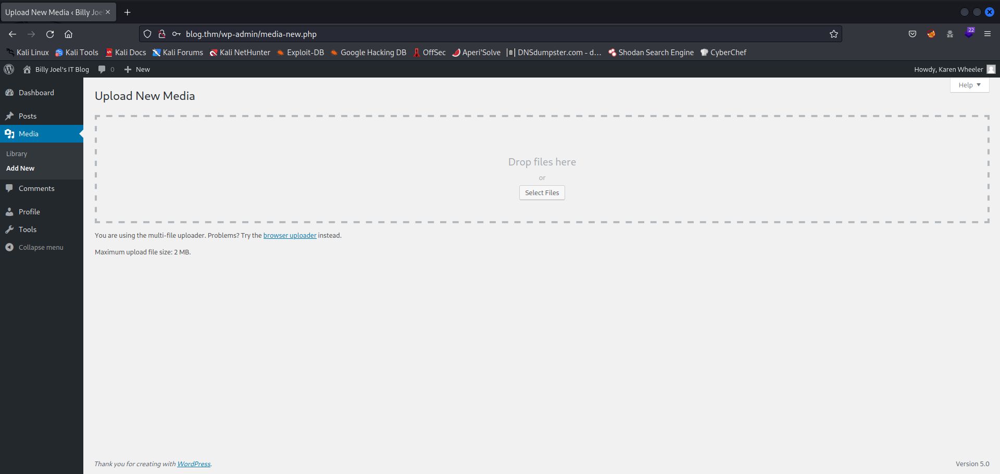 Upload New Media ‹ Billy Joe
blog.thm/wp-admin/media-new.php
22
Kali Linux Kali Tools Kali Docs Kali Forums Kali NetHunter Exploit-DB Google Hacking DB OffSec Aperi'Solve DNSdumpster.com - d… Shodan Search Engine CyberChef
Billy Joel's IT Blog 0 New Howdy, Karen Wheeler
Help
Dashboard
Posts
Media
Library
Add New
Comments
Profile
Tools
Collapse menu
Upload New Media
Drop files here
or
Select Files
You are using the multi-file uploader. Problems? Try the browser uploader instead.
Maximum upload file size: 2 MB.
Thank you for creating with WordPress. Version 5.0